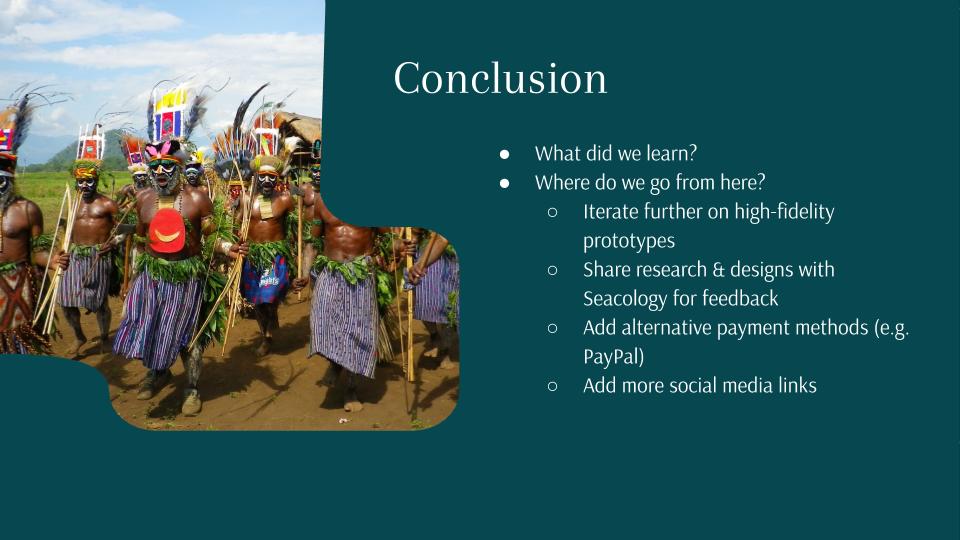 Conclusion
● What did we learn?
● Where do we go from here?
○ Iterate further on high-fidelity
prototypes
○ Share research & designs with
Seacology for feedback
○ Add alternative payment methods (e.g.
PayPal)
○ Add more social media links